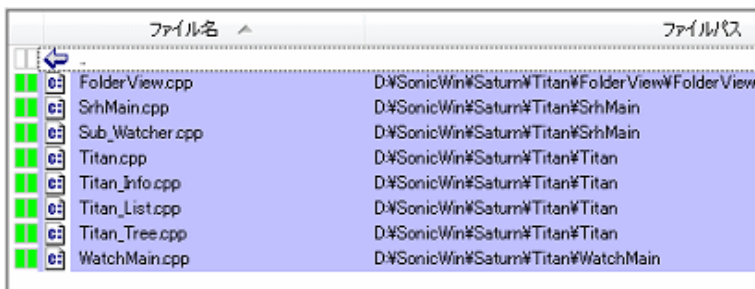 ファイル名 ファイルパス
.
FolderView.cpp D:¥SonicWin¥Saturn¥Titan¥FolderView¥FolderView
SrhMain.cpp D:¥SonicWin¥Saturn¥Titan¥SrhMain
Sub_Watcher.cpp D:¥SonicWin¥Saturn¥Titan¥SrhMain
Titan.cpp D:¥SonicWin¥Saturn¥Titan¥Titan
Titan_Info.cpp D:¥SonicWin¥Saturn¥Titan¥Titan
Titan_List.cpp D:¥SonicWin¥Saturn¥Titan¥Titan
Titan_Tree.cpp D:¥SonicWin¥Saturn¥Titan¥Titan
WatchMain.cpp D:¥SonicWin¥Saturn¥Titan¥WatchMain